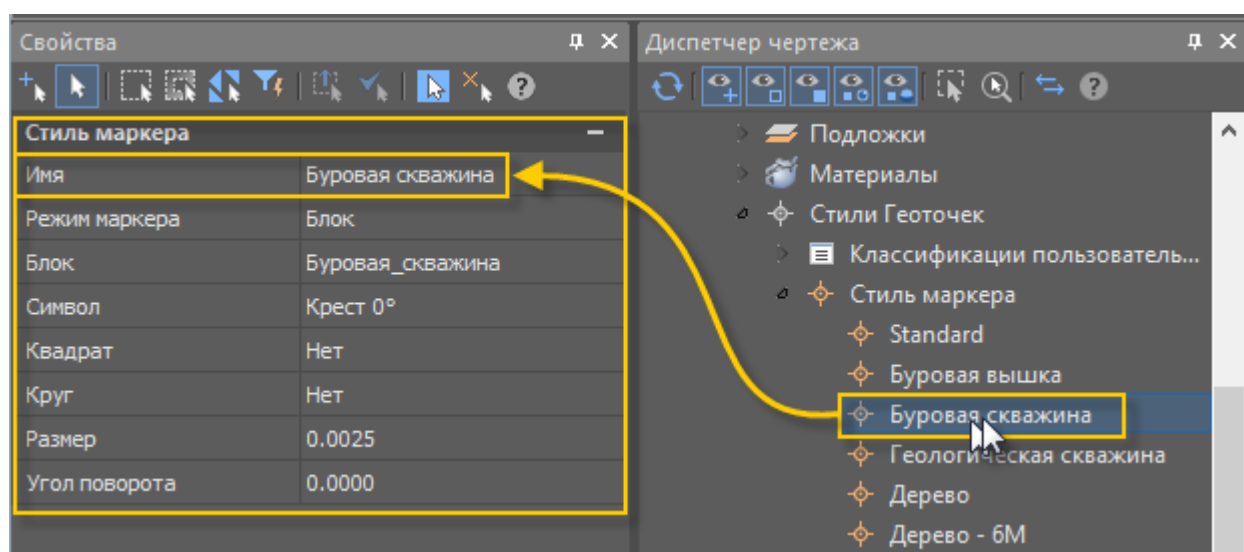 Свойства
Стиль маркера
Имя Буровая скважина
Режим маркера Блок
Блок Буровая_скважина
Символ Крест 0°
Квадрат Нет
Круг Нет
Размер 0.0025
Угол поворота 0.0000
Диспетчер чертежа
Подложки
Материалы
Стили Геоточек
Классификации пользователь...
Стиль маркера
Standard
Буровая вышка
Буровая скважина
Геологическая скважина
Дерево
Дерево - 6М